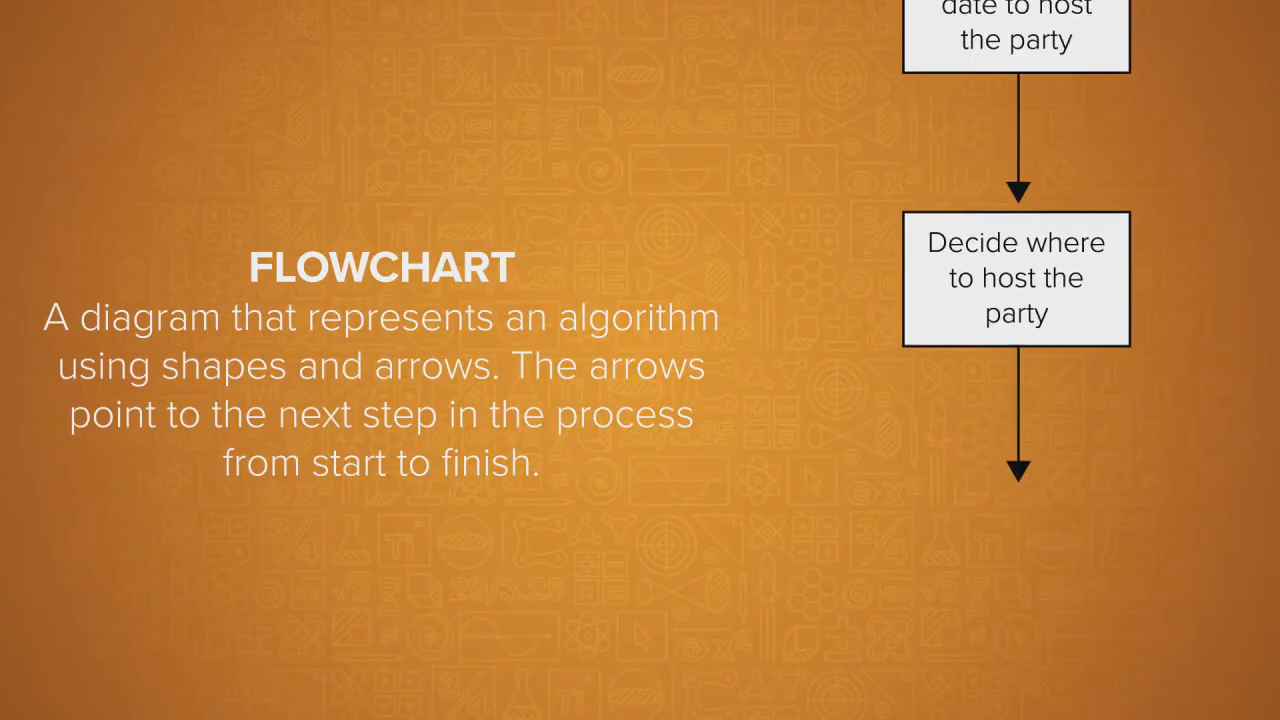 date to host
the party
Decide where
to host the
party
FLOWCHART
A diagram that represents an algorithm
using shapes and arrows. The arrows
point to the next step in the process
from start to finish.